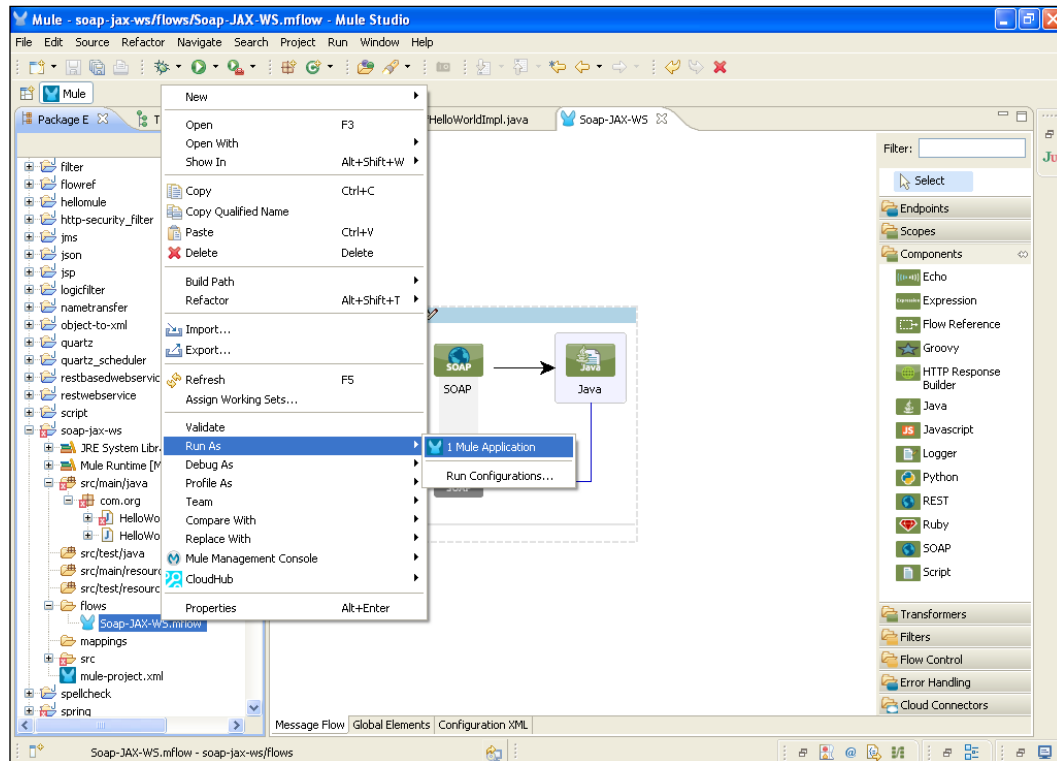 Mule - soap-jax-ws/flows/Soap-JAX-WS.mflow - Mule Studio
File Edit Source Refactor Navigate Search Project Run Window Help
Mule
Package E
T
HelloWorldImpl.java
Soap-JAX-WS
filter
flowref
hellomule
http-security_filter
jms
json
jsp
logicfilter
nametransfer
object-to-xml
quartz
quartz_scheduler
restbasedwebservic
restwebservice
script
soap-jax-ws
JRE System Libr
Mule Runtime [M
src/main/java
com.org
HelloWo
HelloWo
src/test/java
src/main/resourc
src/test/resourc
flows
Soap-JAX-WS.mflow
mappings
src
mule-project.xml
spellcheck
spring
New
Open F3
Open With
Show In Alt+Shift+W
Copy Ctrl+C
Copy Qualified Name
Paste Ctrl+V
Delete Delete
Build Path
Refactor Alt+Shift+T
Import...
Export...
Refresh F5
Assign Working Sets...
Validate
Run As
Debug As
Profile As
Team
Compare With
Replace With
Mule Management Console
CloudHub
Properties Alt+Enter
1 Mule Application
Run Configurations...
SOAP
SOAP
Java
Java
Message Flow Global Elements Configuration XML
Filter:
Select
Endpoints
Scopes
Components
Echo
Expression
Flow Reference
Groovy
HTTP Response
Builder
Java
JS Javascript
Logger
Python
REST
Ruby
SOAP
Script
Transformers
Filters
Flow Control
Error Handling
Cloud Connectors
Ju
Soap-JAX-WS.mflow - soap-jax-ws/flows